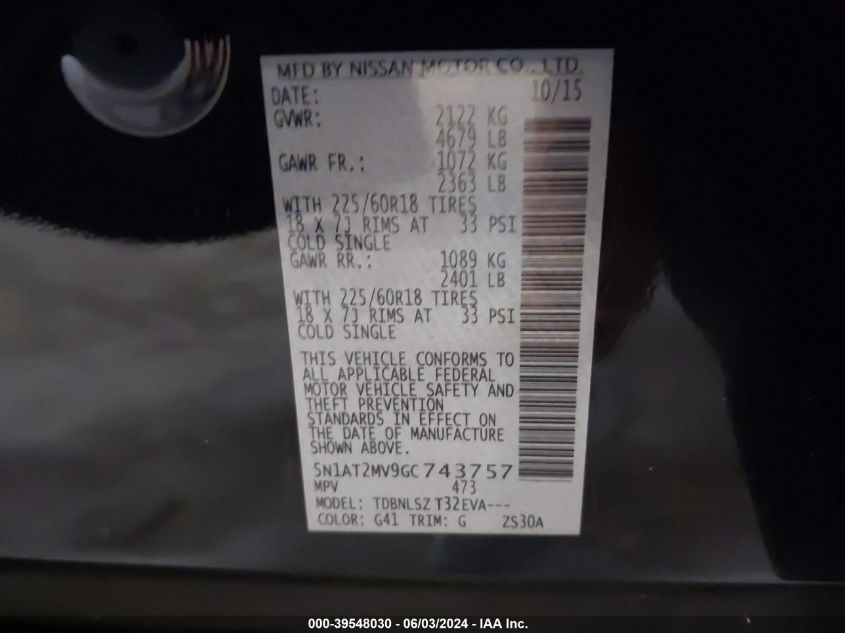 MFD BY NISSAN MOTOR CO., LTD.
DATE: 10/15
GVWR: 2122 KG
4679 LB
GAWR FR.: 1072 KG
2363 LB
WITH 225/60R18 TIRES
18 X 7J RIMS AT 33 PSI
COLD SINGLE
GAWR RR.: 1089 KG
2401 LB
WITH 225/60R18 TIRES
18 X 7J RIMS AT 33 PSI
COLD SINGLE
THIS VEHICLE CONFORMS TO
ALL APPLICABLE FEDERAL
MOTOR VEHICLE SAFETY AND
THEFT PREVENTION
STANDARDS IN EFFECT ON
THE DATE OF MANUFACTURE
SHOWN ABOVE.
5N1AT2MV9GC743757
MPV 473
MODEL: TDBNLSZ T32EVA---
COLOR: G41 TRIM: G ZS30A
000-39548030 - 06/03/2024 - IAA Inc.